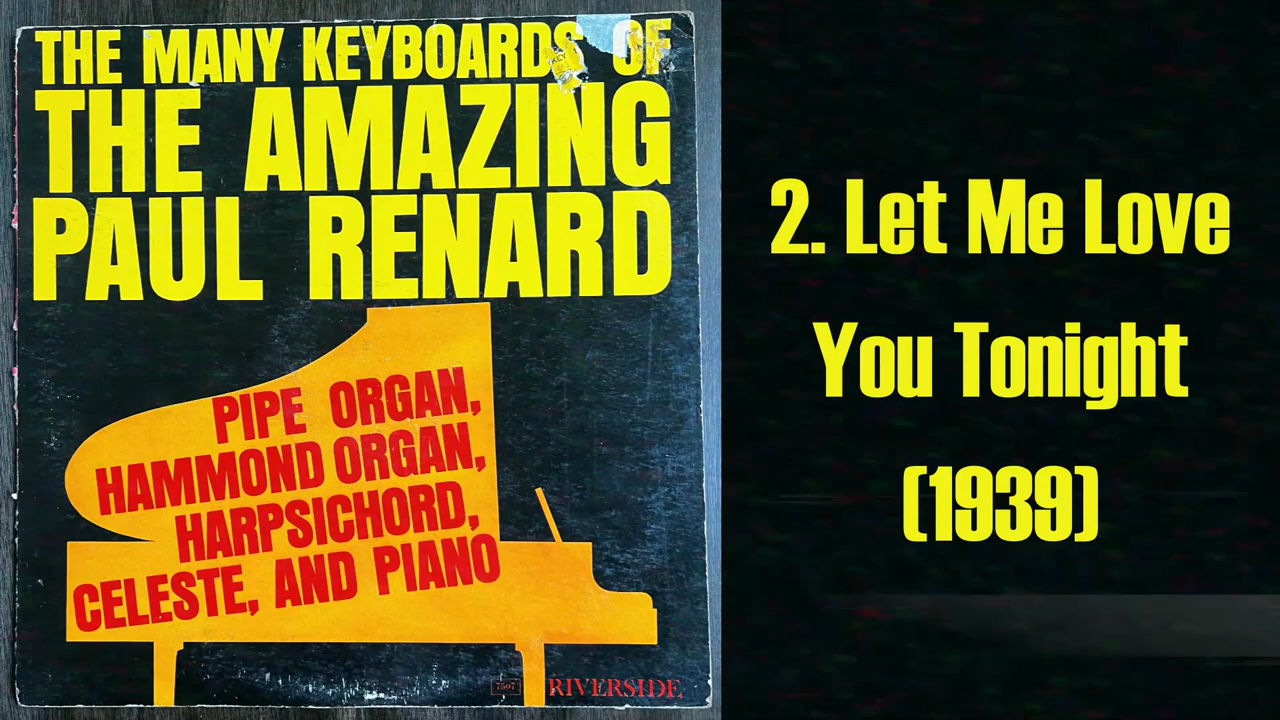 THE MANY KEYBOARDS OF
THE AMAZING
PAUL RENARD
PIPE ORGAN,
HAMMOND ORGAN,
HARPSICHORD,
CELESTE, AND PIANO
7507
RIVERSIDE
2. Let Me Love
You Tonight
(1939)